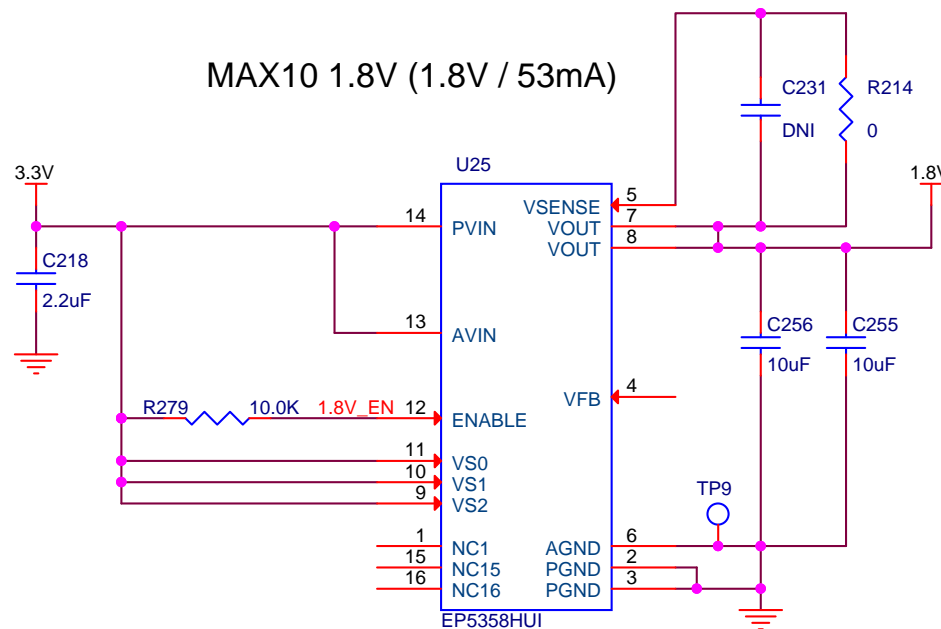 MAX10 1.8V (1.8V / 53mA)
C231
DNI
R214
0
U25
3.3V
1.8V
14 PVIN
VSENSE 5
VOUT 7
VOUT 8
C218
2.2uF
13 AVIN
C256
10uF
C255
10uF
VFB 4
R279 10.0K 1.8V_EN 12 ENABLE
11 VS0
10 VS1
9 VS2
TP9
1 NC1
15 NC15
16 NC16
AGND 6
PGND 2
PGND 3
EP5358HUI